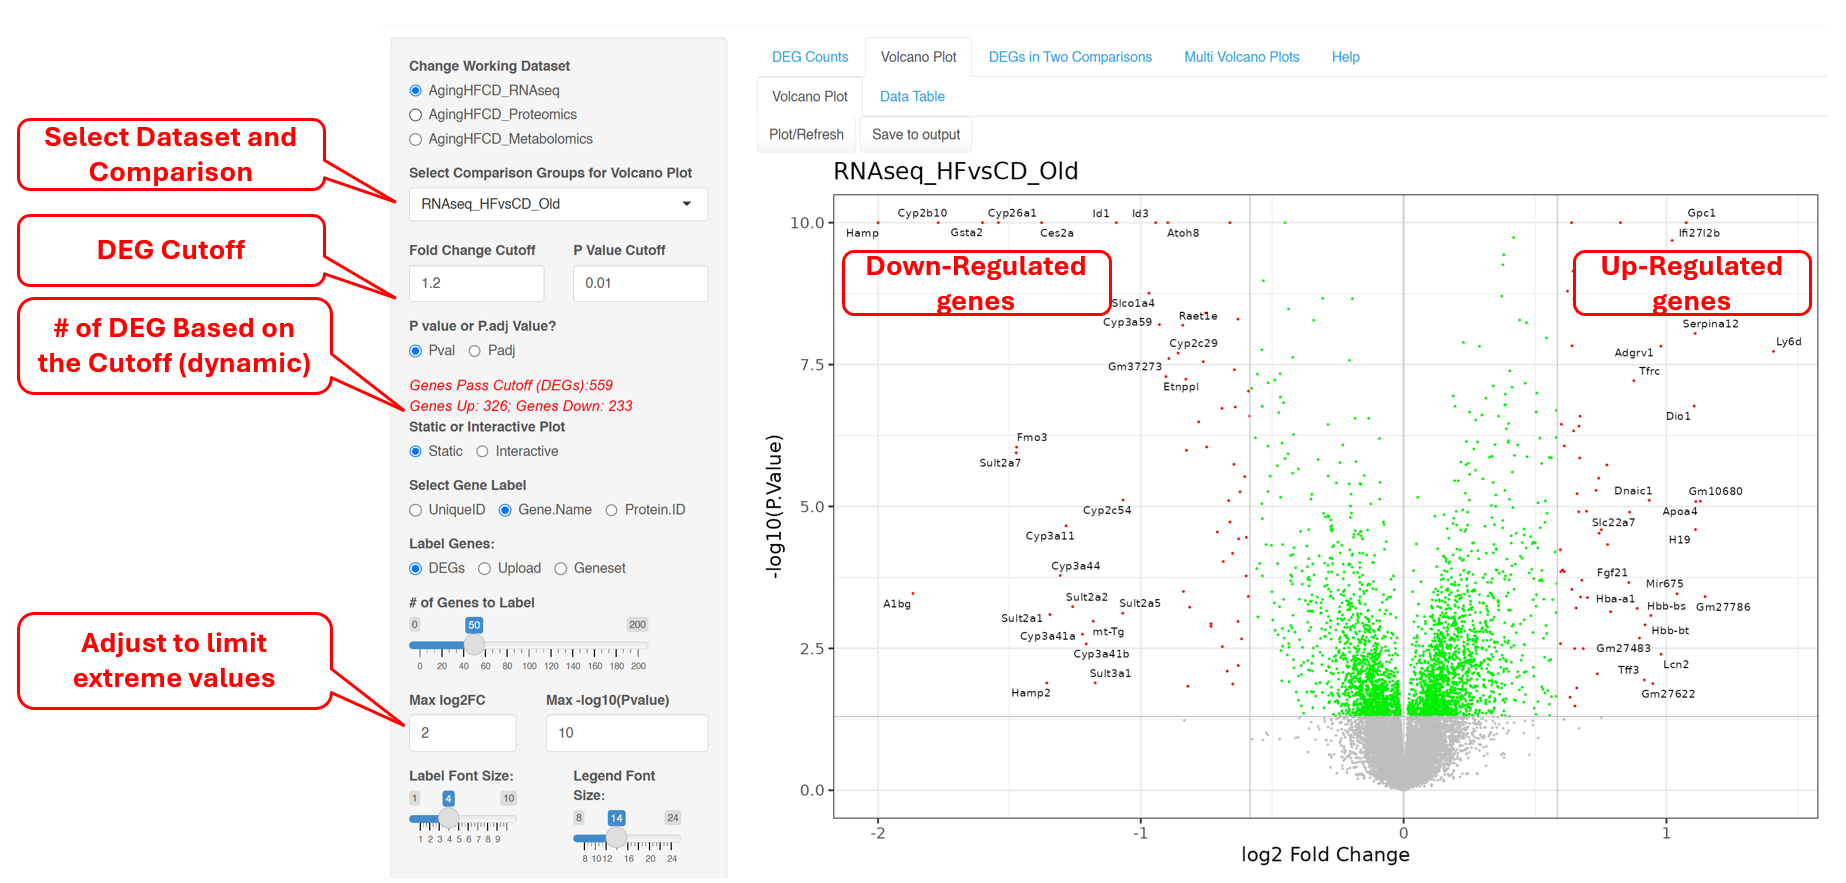 Select Dataset and
Comparison
DEG Cutoff
# of DEG Based on
the Cutoff (dynamic)
Adjust to limit
extreme values
Change Working Dataset
AgingHFCD_RNAseq
AgingHFCD_Proteomics
AgingHFCD_Metabolomics
Select Comparison Groups for Volcano Plot
RNAseq_HFvsCD_Old
Fold Change Cutoff P Value Cutoff
1.2 0.01
P value or P.adj Value?
Pval Padj
Genes Pass Cutoff (DEGs):559
Genes Up: 326; Genes Down: 233
Static or Interactive Plot
Static Interactive
Select Gene Label
UniqueID Gene.Name Protein.ID
Label Genes:
DEGs Upload Geneset
# of Genes to Label
0 50 200
0 20 40 60 80 100 120 140 160 180 200
Max log2FC Max -log10(Pvalue)
2 10
Label Font Size:
1 4 10
1 2 3 4 5 6 7 8 9
Legend Font
Size:
8 14 24
8 10 12 16 20 24
DEG Counts Volcano Plot DEGs in Two Comparisons Multi Volcano Plots Help
Volcano Plot Data Table
Plot/Refresh Save to output
RNAseq_HFvsCD_Old
Cyp2b10 Cyp26a1 Id1 Id3 Gpc1
10.0
Hamp Gsta2 Ces2a Atoh8 Ifi27l2b
Down-Regulated
genes
Up-Regulated
genes
Slco1a4
Cyp3a59 Raet1e Serpina12
Cyp2c29 Adgrv1 Ly6d
7.5
Gm37273 Tfrc
Etnppl
Dio1
Fmo3
Sult2a7
5.0
Dnaic1 Gm10680
Cyp2c54 Apoa4
Slc22a7
Cyp3a11 H19
Cyp3a44 Fgf21
Mir675
A1bg Sult2a2 Sult2a5 Hba-a1 Hbb-bs Gm27786
Sult2a1
mt-Tg Hbb-bt
Cyp3a41a
2.5
Cyp3a41b Gm27483
Lcn2
Sult3a1 Tff3
Hamp2 Gm27622
0.0
-2 -1 0 1
-log10(P.Value)
log2 Fold Change